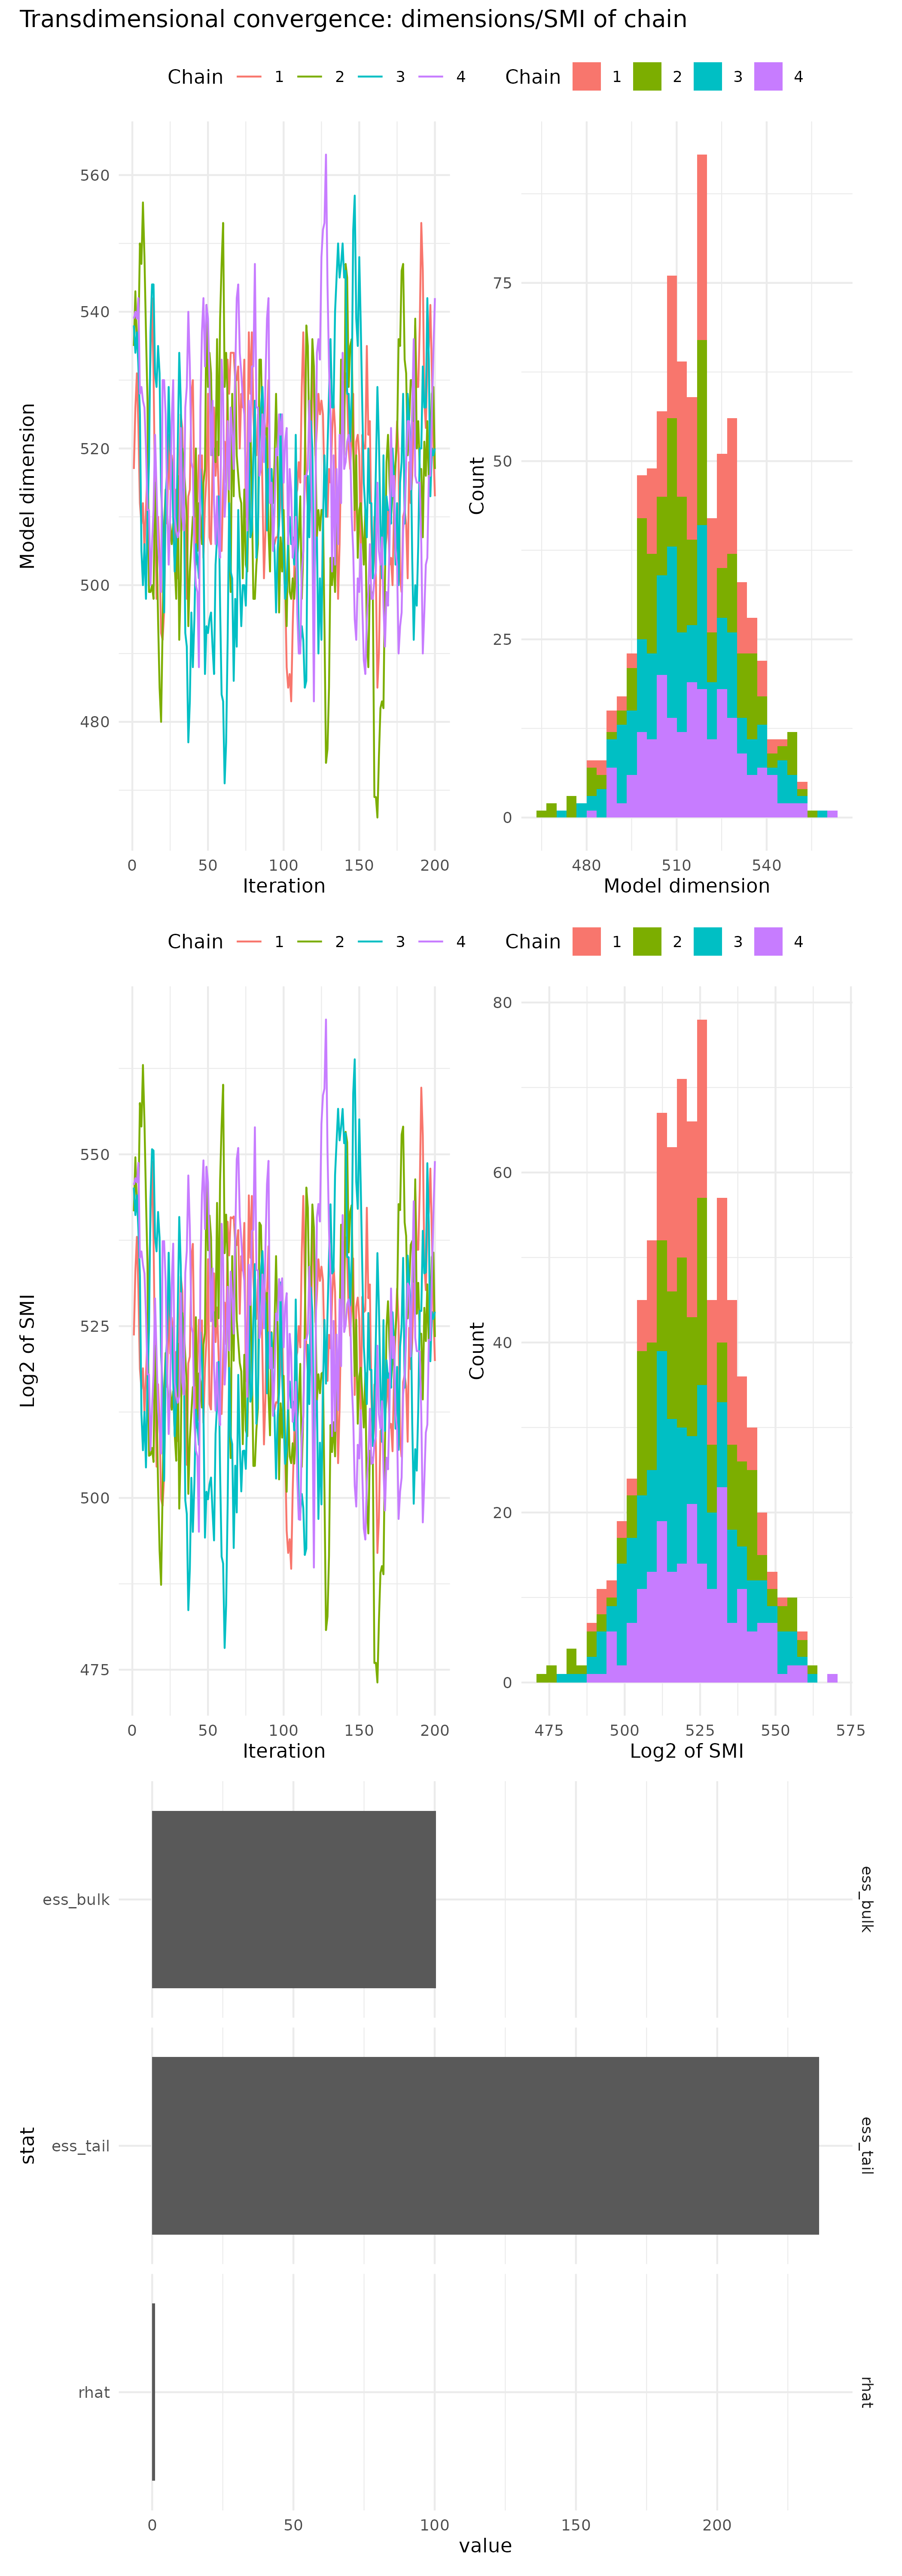 Transdimensional convergence: dimensions/SMI of chain
Chain 1 2 3 4
Chain 1 2 3 4
Model dimension
560
540
520
500
480
0 50 100 150 200
Iteration
Count
75
50
25
0
480 510 540
Model dimension
Chain 1 2 3 4
Chain 1 2 3 4
Log2 of SMI
550
525
500
475
0 50 100 150 200
Iteration
Count
80
60
40
20
0
475 500 525 550 575
Log2 of SMI
stat
ess_bulk
ess_bulk
ess_tail
ess_tail
rhat
rhat
0 50 100 150 200
value